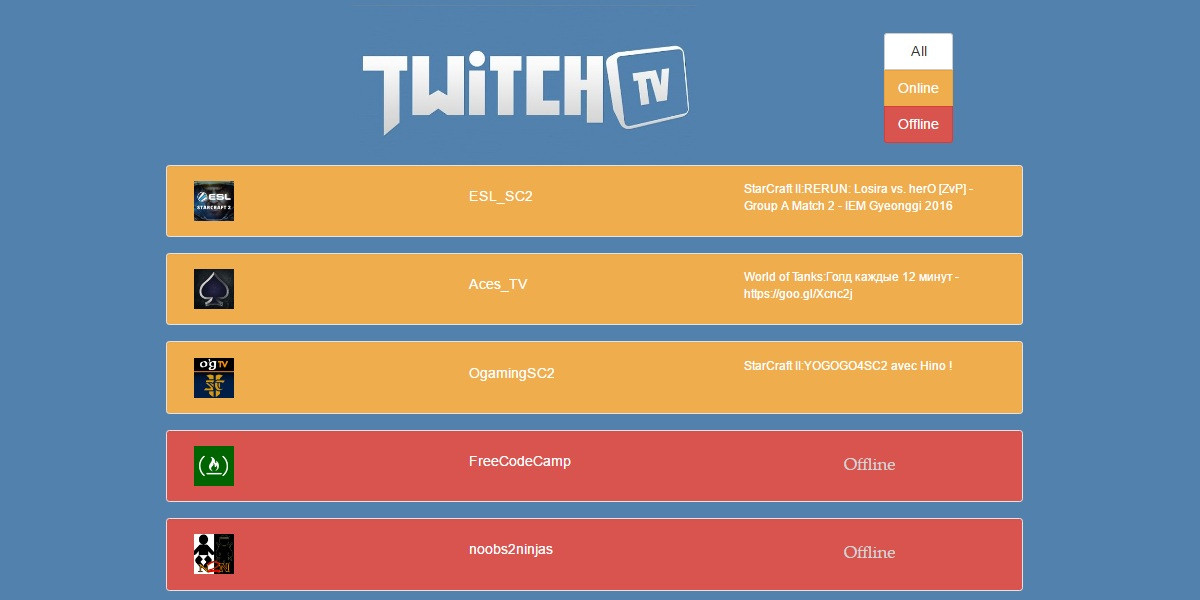 TWiTCH TV
All
Online
Offline
ESL
STARCRAFT 2
ESL_SC2
StarCraft II:RERUN: Losira vs. herO [ZvP] -
Group A Match 2 - IEM Gyeonggi 2016
Aces_TV
World of Tanks:Голд каждые 12 минут -
https://goo.gl/Xcnc2j
o'gTV
OgamingSC2
StarCraft II:YOGOGO4SC2 avec Hino !
FreeCodeCamp
Offline
N2N
noobs2ninjas
Offline